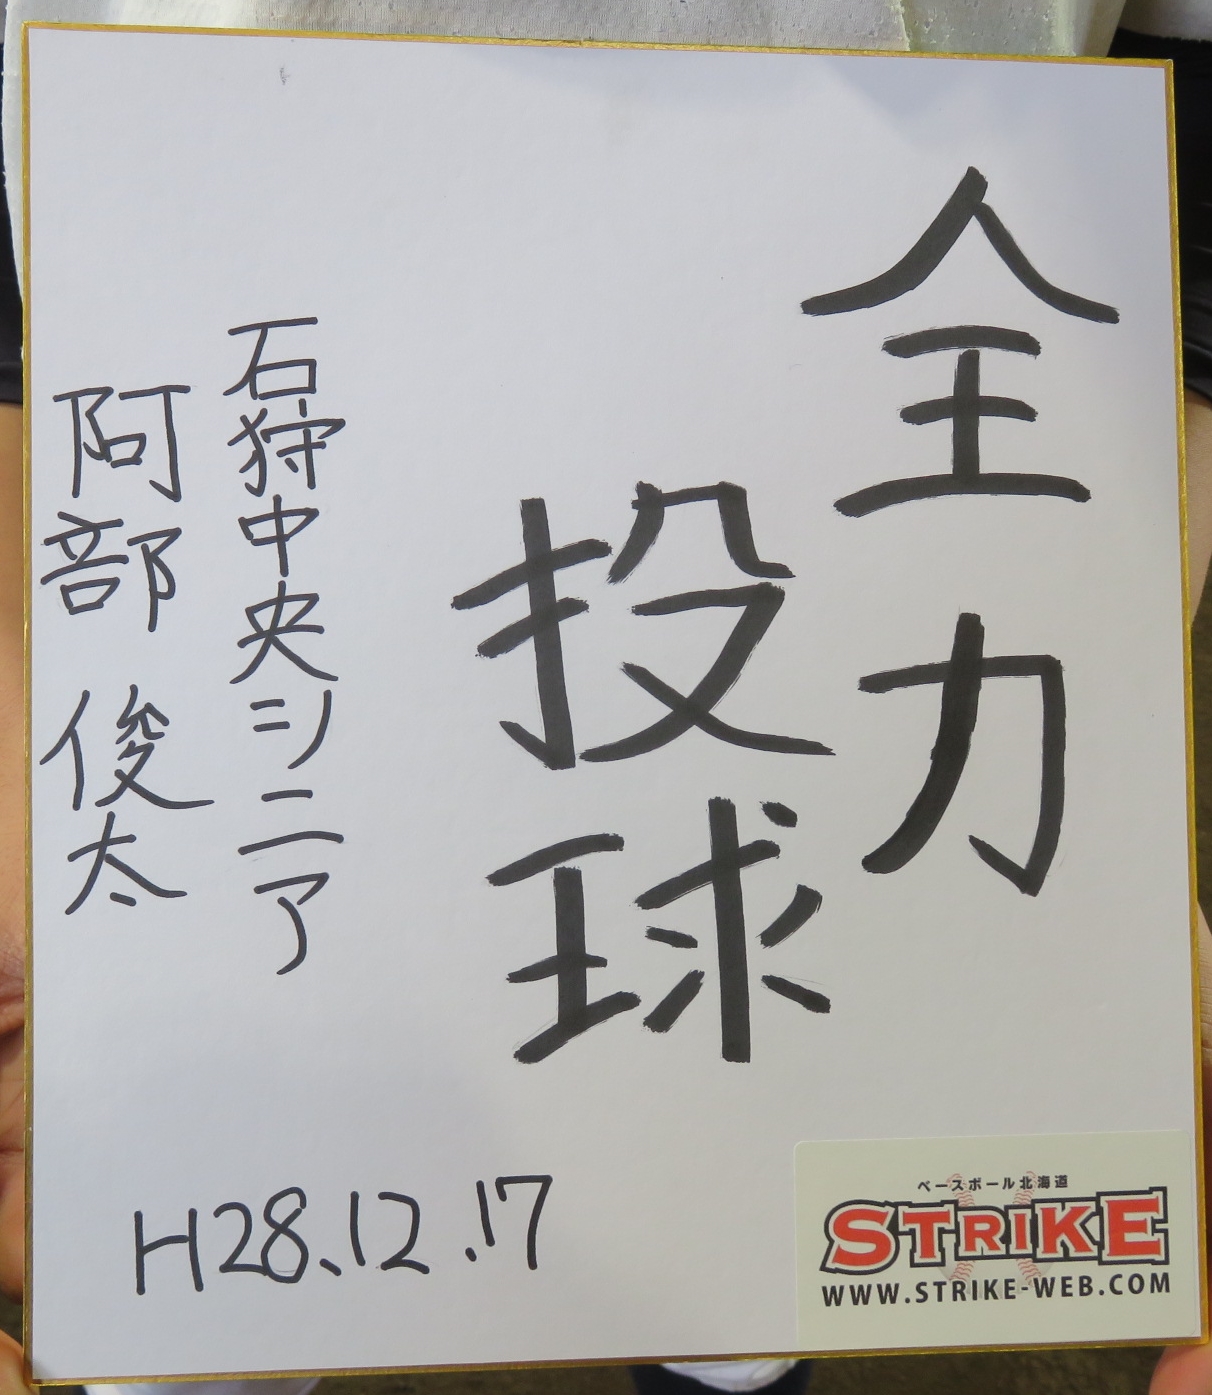 全力
投球
石狩中央シニア
阿部 俊太
H28.12.17
ベースボール北海道
STRIKE
WWW.STRIKE-WEB.COM